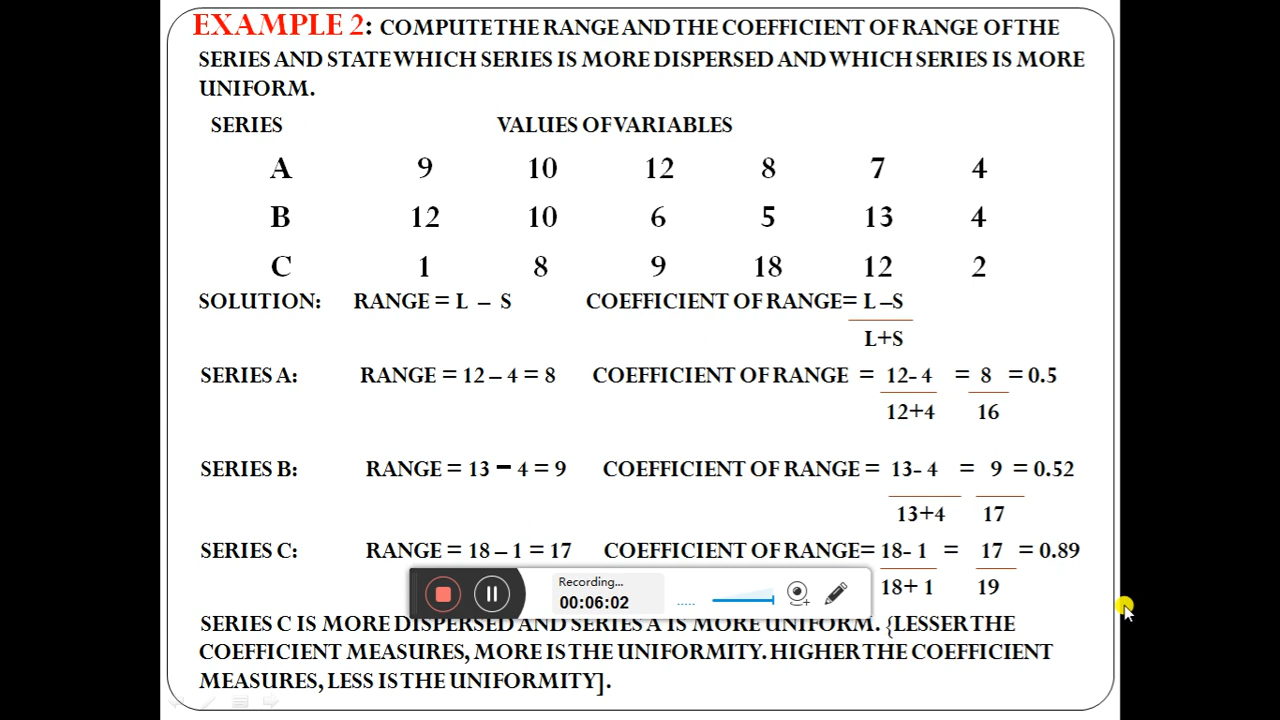 EXAMPLE 2: COMPUTE THE RANGE AND THE COEFFICIENT OF RANGE OF THE
SERIES AND STATE WHICH SERIES IS MORE DISPERSED AND WHICH SERIES IS MORE
UNIFORM.
SERIES VALUES OF VARIABLES
A 9 10 12 8 7 4
B 12 10 6 5 13 4
C 1 8 9 18 12 2
SOLUTION: RANGE = L – S COEFFICIENT OF RANGE= L –S
L+S
SERIES A: RANGE = 12 – 4 = 8 COEFFICIENT OF RANGE = 12- 4 = 8 = 0.5
12+4 16
SERIES B: RANGE = 13 – 4 = 9 COEFFICIENT OF RANGE = 13- 4 = 9 = 0.52
13+4 17
SERIES C: RANGE = 18 – 1 = 17 COEFFICIENT OF RANGE= 18- 1 = 17 = 0.89
18+ 1 19
Recording...
00:06:02
SERIES C IS MORE DISPERSED AND SERIES A IS MORE UNIFORM. {LESSER THE
COEFFICIENT MEASURES, MORE IS THE UNIFORMITY. HIGHER THE COEFFICIENT
MEASURES, LESS IS THE UNIFORMITY].